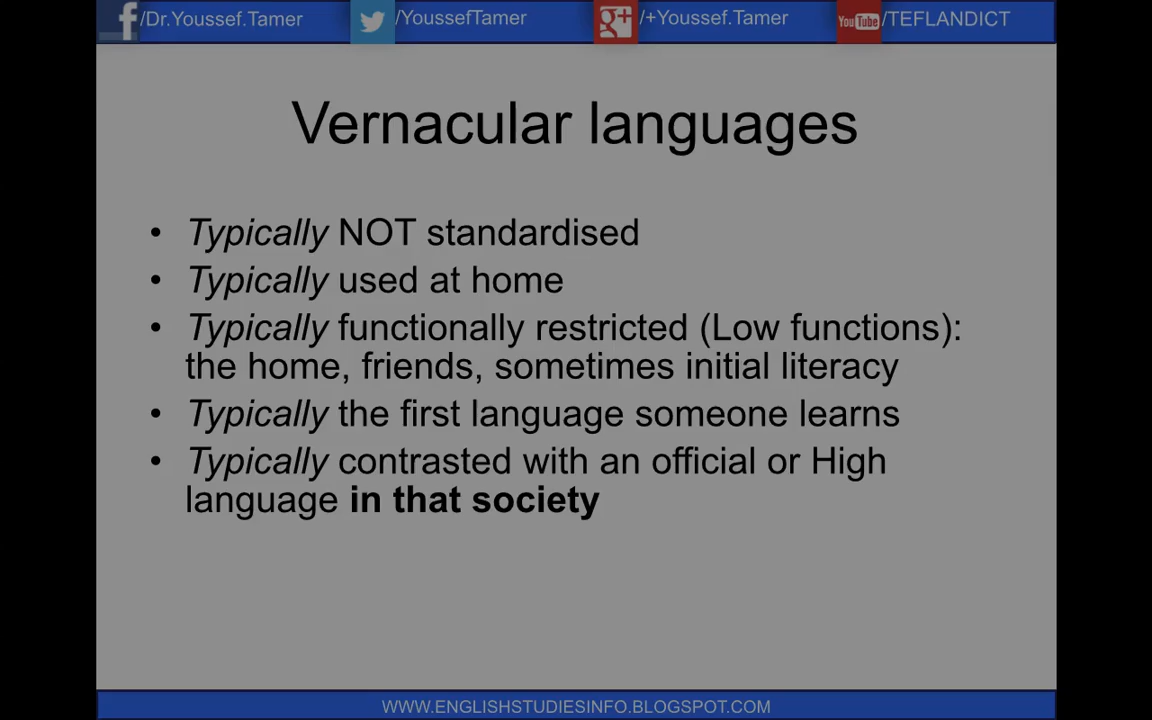 /Dr.Youssef.Tamer /YoussefTamer /+Youssef.Tamer You Tube /TEFLANDICT
Vernacular languages
• Typically NOT standardised
• Typically used at home
• Typically functionally restricted (Low functions):
the home, friends, sometimes initial literacy
• Typically the first language someone learns
• Typically contrasted with an official or High
language in that society
WWW.ENGLISHSTUDIESINFO.BLOGSPOT.COM